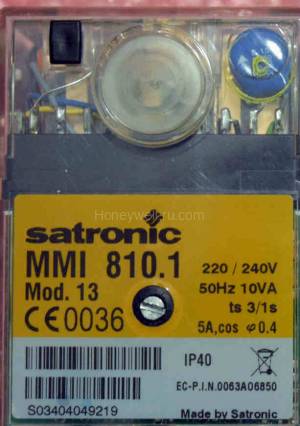 Honeywell-ru.com
satronic
MMI 810.1
Mod. 13
220 / 240V
50Hz 10VA
ts 3/1s
5A,cos φ 0.4
CE0036
IP40
EC-P.I.N.0063A06850
S03404049219
Made by Satronic